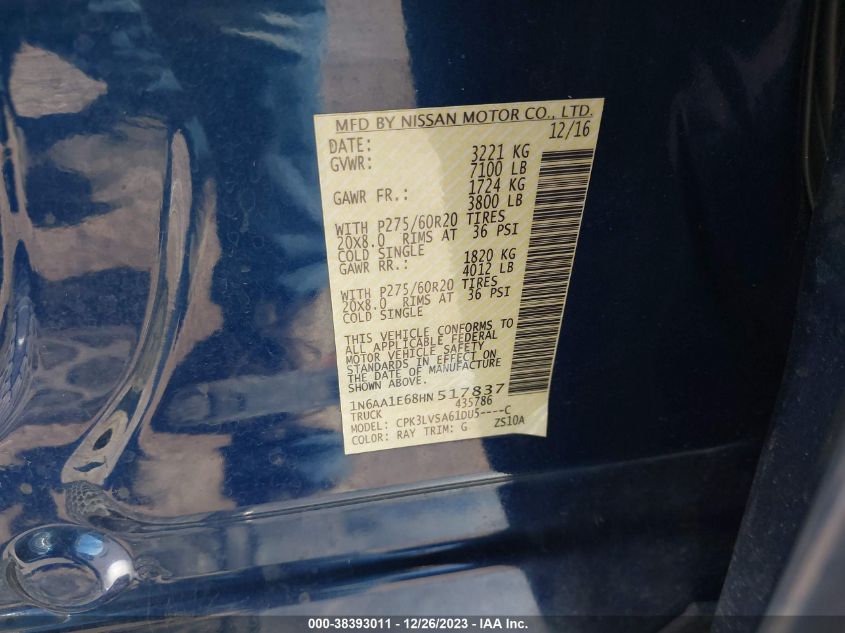 MFD BY NISSAN MOTOR CO., LTD.
DATE: 12/16
GVWR: 3221 KG
7100 LB
GAWR FR.: 1724 KG
3800 LB
WITH P275/60R20 TIRES
20X8.0 RIMS AT 36 PSI
COLD SINGLE
GAWR RR.: 1820 KG
4012 LB
WITH P275/60R20 TIRES
20X8.0 RIMS AT 36 PSI
COLD SINGLE
THIS VEHICLE CONFORMS TO
ALL APPLICABLE FEDERAL
MOTOR VEHICLE SAFETY
STANDARDS IN EFFECT ON
THE DATE OF MANUFACTURE
SHOWN ABOVE.
1N6AA1E68HN517837
TRUCK 435786
MODEL: CPK3LVSA61DU5----C
COLOR: RAY TRIM: G ZS10A
000-38393011 - 12/26/2023 - IAA Inc.